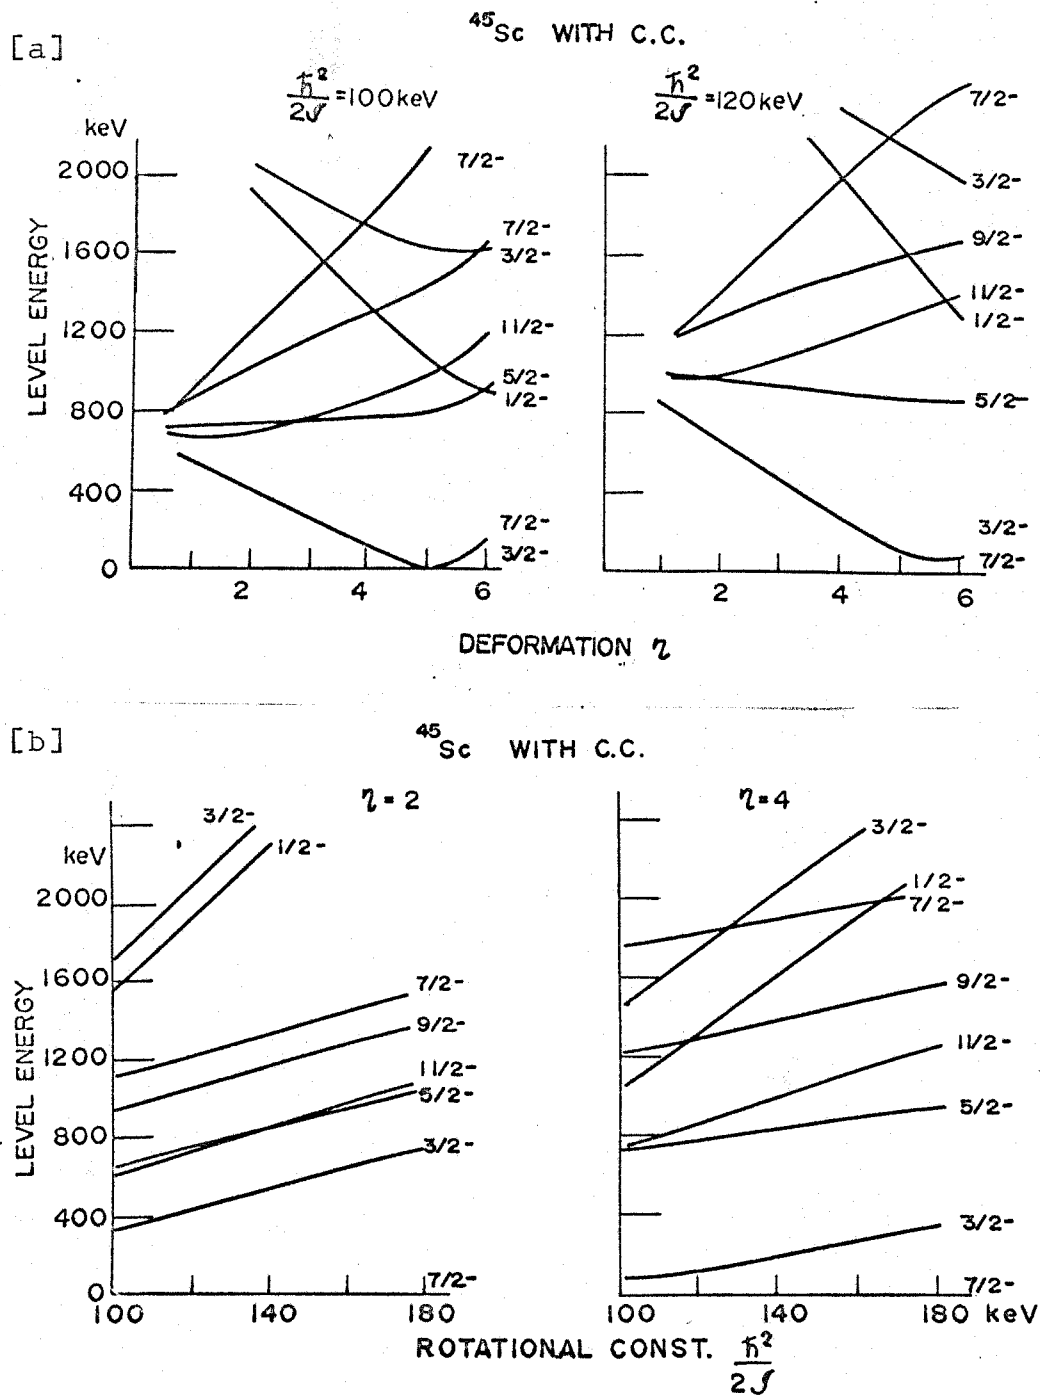 [a]
⁴⁵Sc WITH C.C.
ℏ²/2𝓘 = 100 keV
ℏ²/2𝓘 = 120 keV
keV
2000
1600
1200
800
400
0
LEVEL ENERGY
7/2-
7/2-
3/2-
11/2-
5/2-
1/2-
7/2-
3/2-
2 4 6
7/2-
3/2-
9/2-
11/2-
1/2-
5/2-
3/2-
7/2-
2 4 6
DEFORMATION η
[b]
⁴⁵Sc WITH C.C.
η = 2
η = 4
keV
2000
1600
1200
800
400
0
LEVEL ENERGY
3/2-
1/2-
7/2-
9/2-
11/2-
5/2-
3/2-
7/2-
100 140 180
3/2-
1/2-
7/2-
9/2-
11/2-
5/2-
3/2-
7/2-
100 140 180 keV
ROTATIONAL CONST. ℏ²/2𝓘